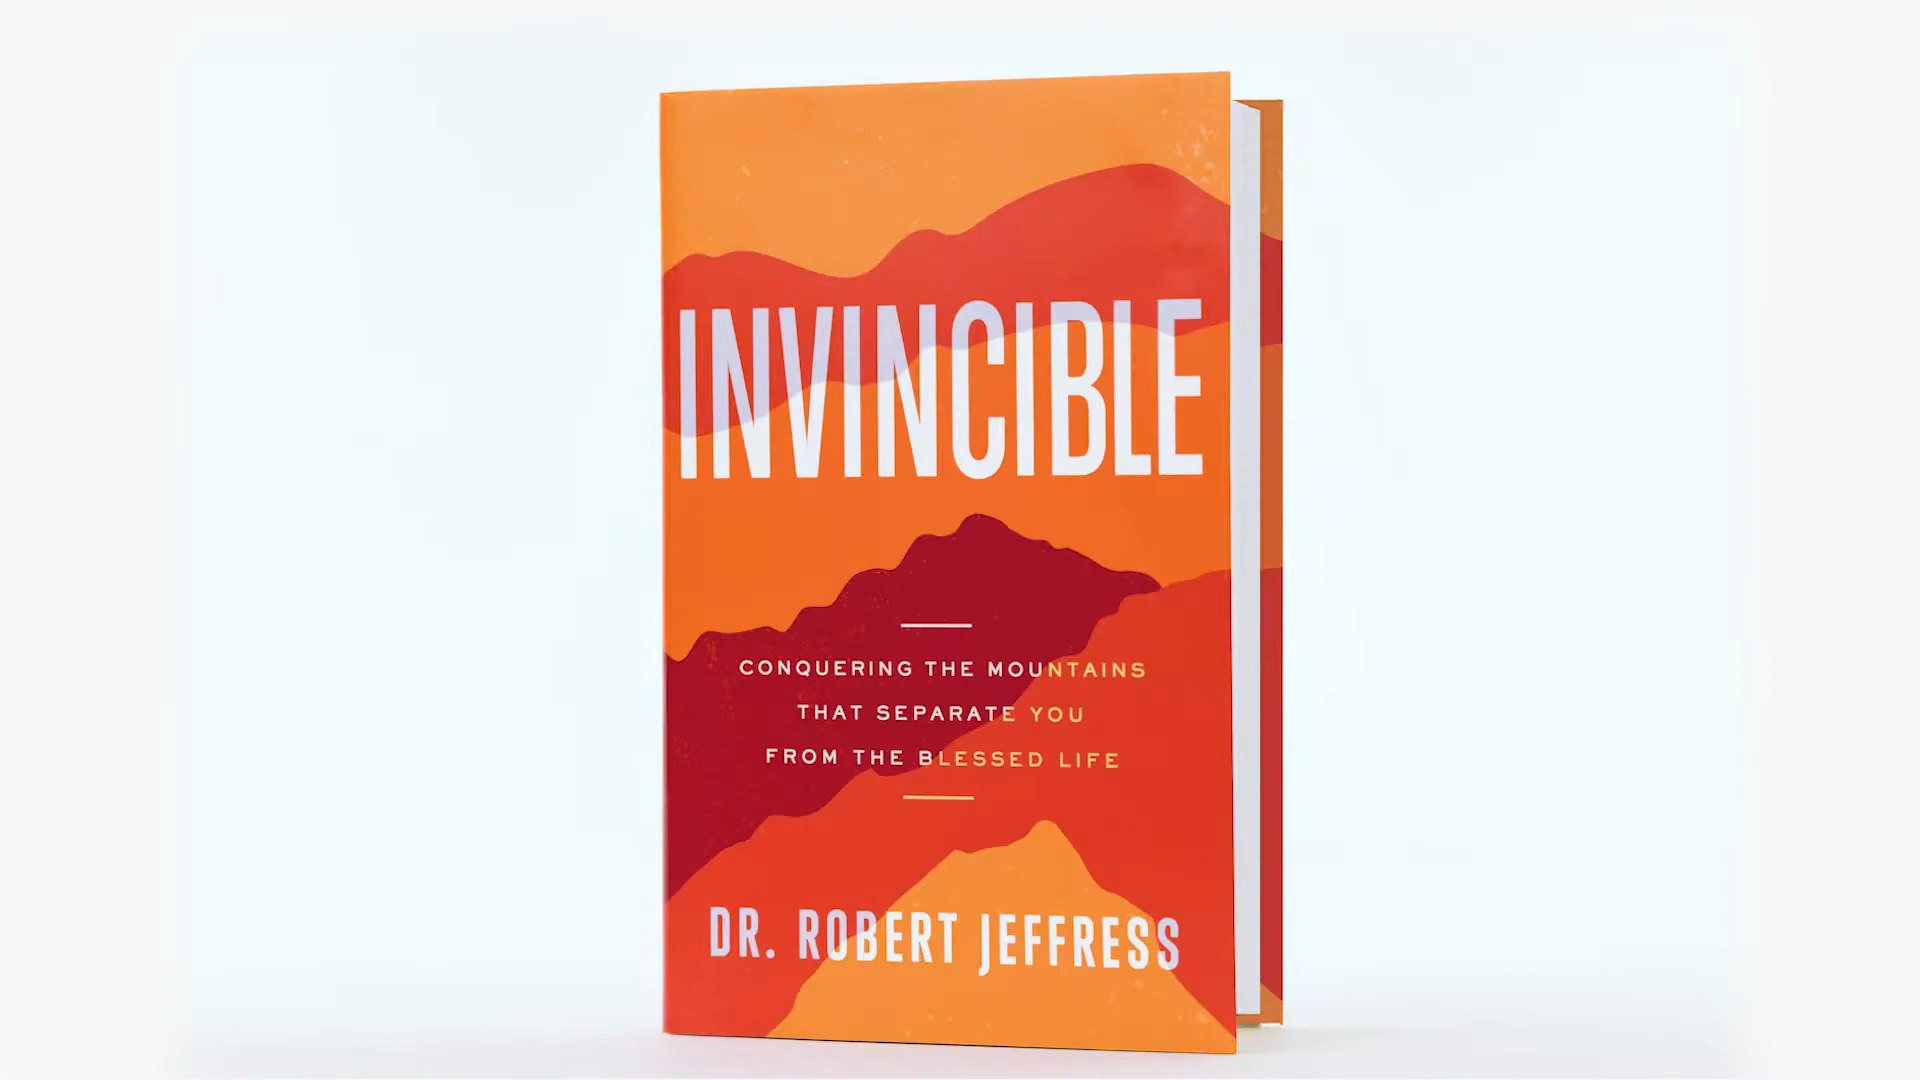 INVINCIBLE
CONQUERING THE MOUNTAINS
THAT SEPARATE YOU
FROM THE BLESSED LIFE
DR. ROBERT JEFFRESS